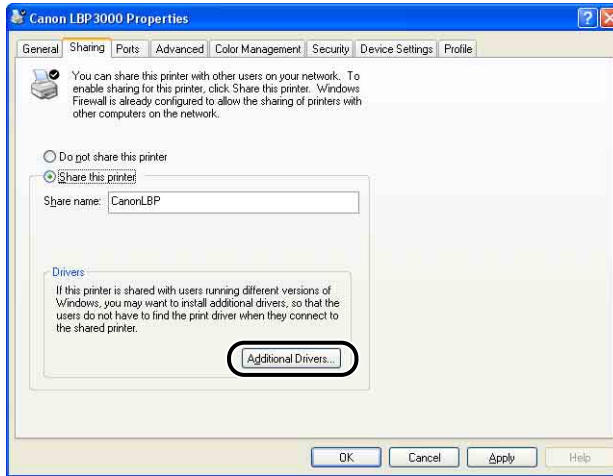 Canon LBP3000 Properties
General Sharing Ports Advanced Color Management Security Device Settings Profile
You can share this printer with other users on your network. To
enable sharing for this printer, click Share this printer. Windows
Firewall is already configured to allow the sharing of printers with
other computers on the network.
Do not share this printer
Share this printer
Share name: CanonLBP
Drivers
If this printer is shared with users running different versions of
Windows, you may want to install additional drivers, so that the
users do not have to find the print driver when they connect to
the shared printer.
Additional Drivers...
OK Cancel Apply Help